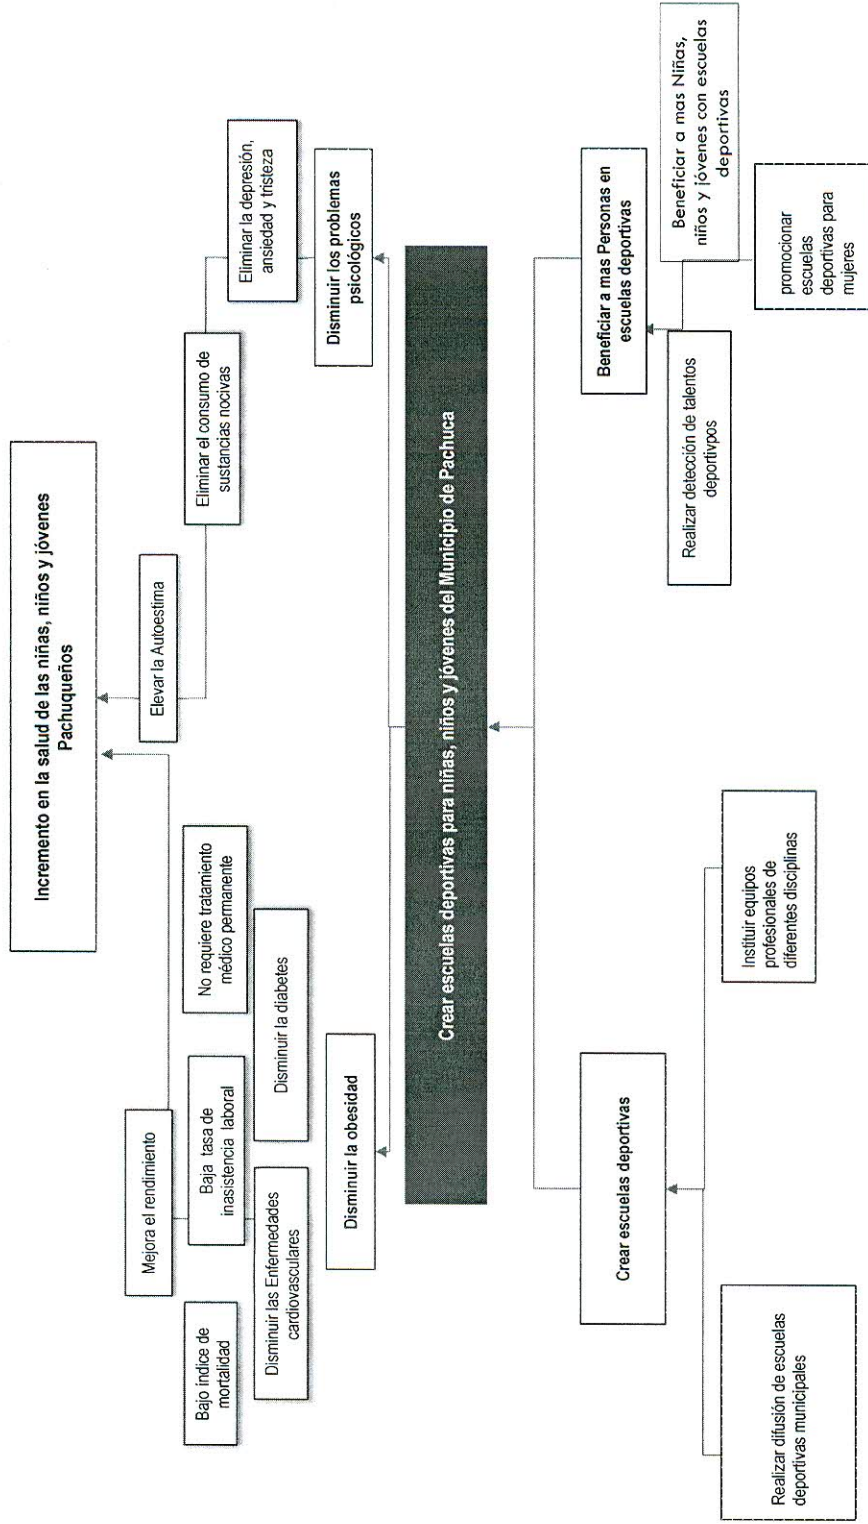 Incremento en la salud de las niñas, niños y jóvenes
Pachuqueños
Mejora el rendimiento
Elevar la Autoestima
Bajo índice de
mortalidad
Baja tasa de
inasistencia laboral
No requiere tratamiento
médico permanente
Eliminar el consumo de
sustancias nocivas
Disminuir las Enfermedades
cardiovasculares
Disminuir la diabetes
Eliminar la depresión,
ansiedad y tristeza
Disminuir la obesidad
Disminuir los problemas
psicológicos
Crear escuelas deportivas para niñas, niños y jóvenes del Municipio de Pachuca
Crear escuelas deportivas
Beneficiar a mas Personas en
escuelas deportivas
Realizar difusión de escuelas
deportivas municipales
Instituir equipos
profesionales de
diferentes disciplinas
Realizar detección de talentos
deportivpos
Beneficiar a mas Niñas,
niños y jóvenes con escuelas
deportivas
promocionar
escuelas
deportivas para
mujeres